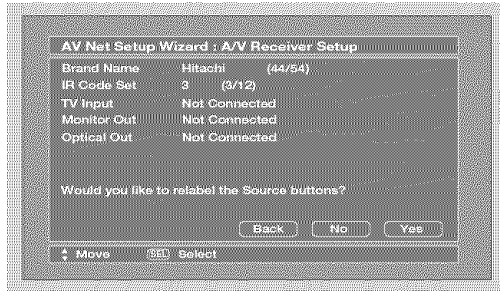 AV Net Setup Wizard : A/V Receiver Setup
Brand Name Hitachi (44/54)
IR Code Set 3 (3/12)
TV Input Not Connected
Monitor Out Not Connected
Optical Out Not Connected
Would you like to relabel the Source buttons?
Back No Yes
Move SEL Select